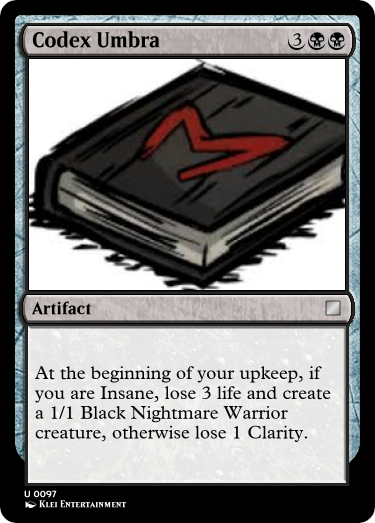 Codex Umbra 3
Artifact
At the beginning of your upkeep, if
you are Insane, lose 3 life and create
a 1/1 Black Nightmare Warrior
creature, otherwise lose 1 Clarity.
U 0097
Klei Entertainment